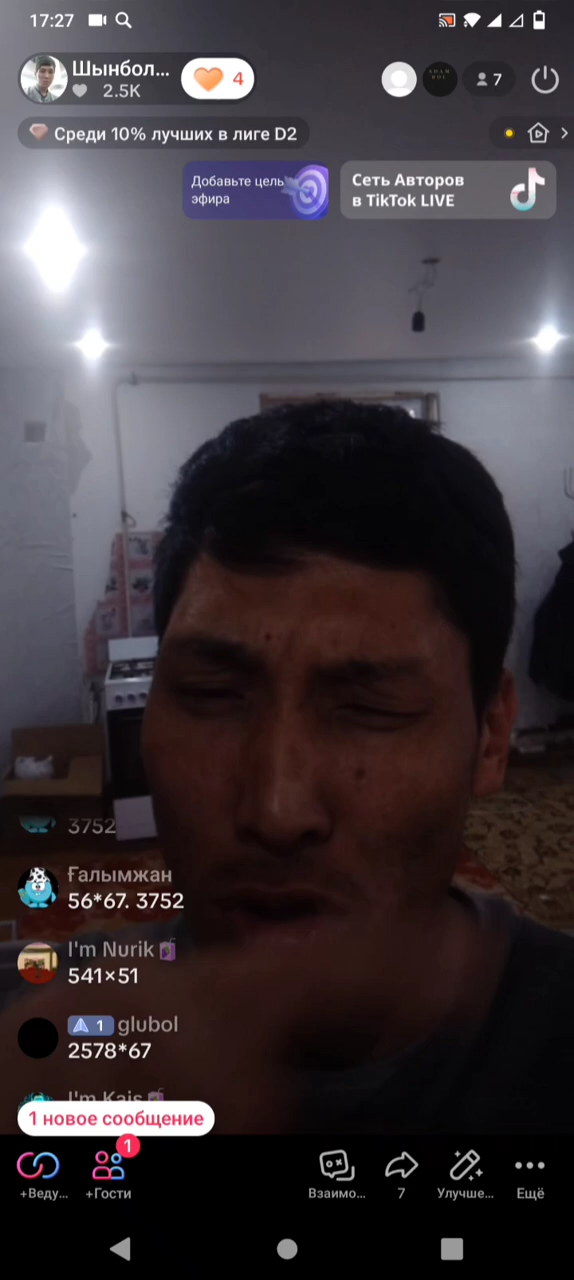 17:27
Шынбол...
2.5K
4
7
Среди 10% лучших в лиге D2
Добавьте цель
эфира
Сеть Авторов
в TikTok LIVE
3752
Ғалымжан
56*67. 3752
I'm Nurik
541×51
1 glubol
2578*67
I'm Kais
1 новое сообщение
1
+Веду...
+Гости
Взаимо...
7
Улучше...
Ещё